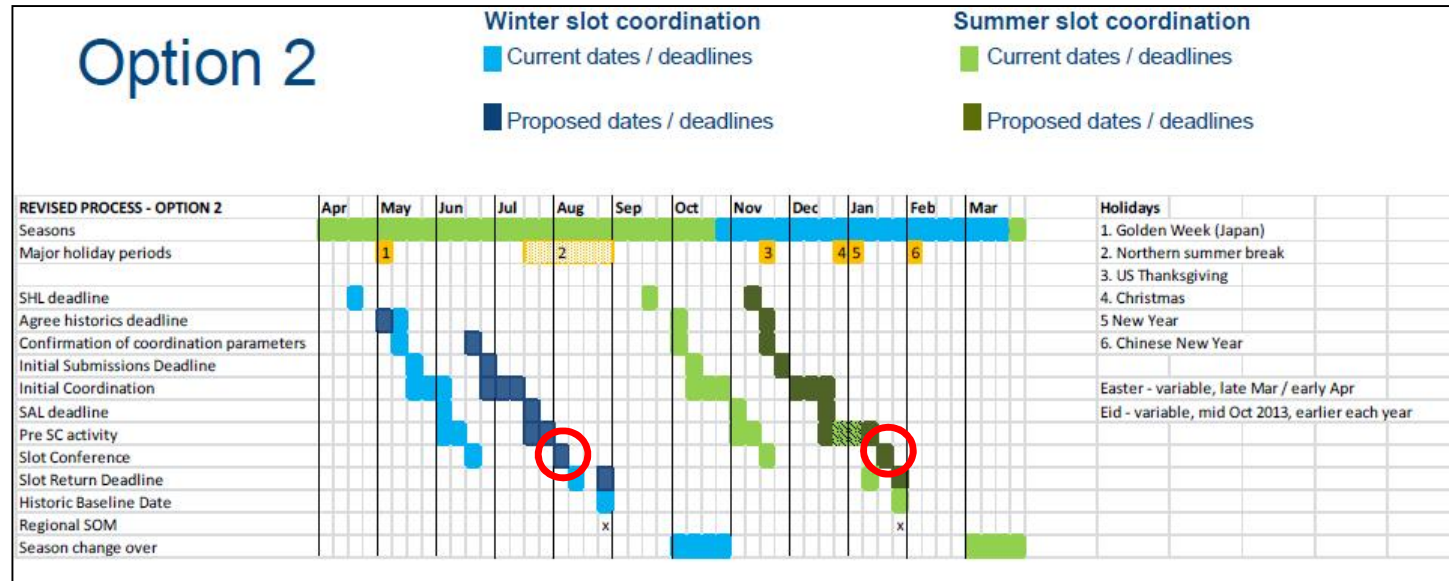 Option 2
Winter slot coordination
Current dates / deadlines
Proposed dates / deadlines
Summer slot coordination
Current dates / deadlines
Proposed dates / deadlines
REVISED PROCESS - OPTION 2 Apr May Jun Jul Aug Sep Oct Nov Dec Jan Feb Mar Holidays
Seasons 1. Golden Week (Japan)
Major holiday periods 1 2 3 4 5 6 2. Northern summer break
3. US Thanksgiving
SHL deadline 4. Christmas
Agree historics deadline 5 New Year
Confirmation of coordination parameters 6. Chinese New Year
Initial Submissions Deadline
Initial Coordination Easter - variable, late Mar / early Apr
SAL deadline Eid - variable, mid Oct 2013, earlier each year
Pre SC activity
Slot Conference
Slot Return Deadline
Historic Baseline Date
Regional SOM x x
Season change over